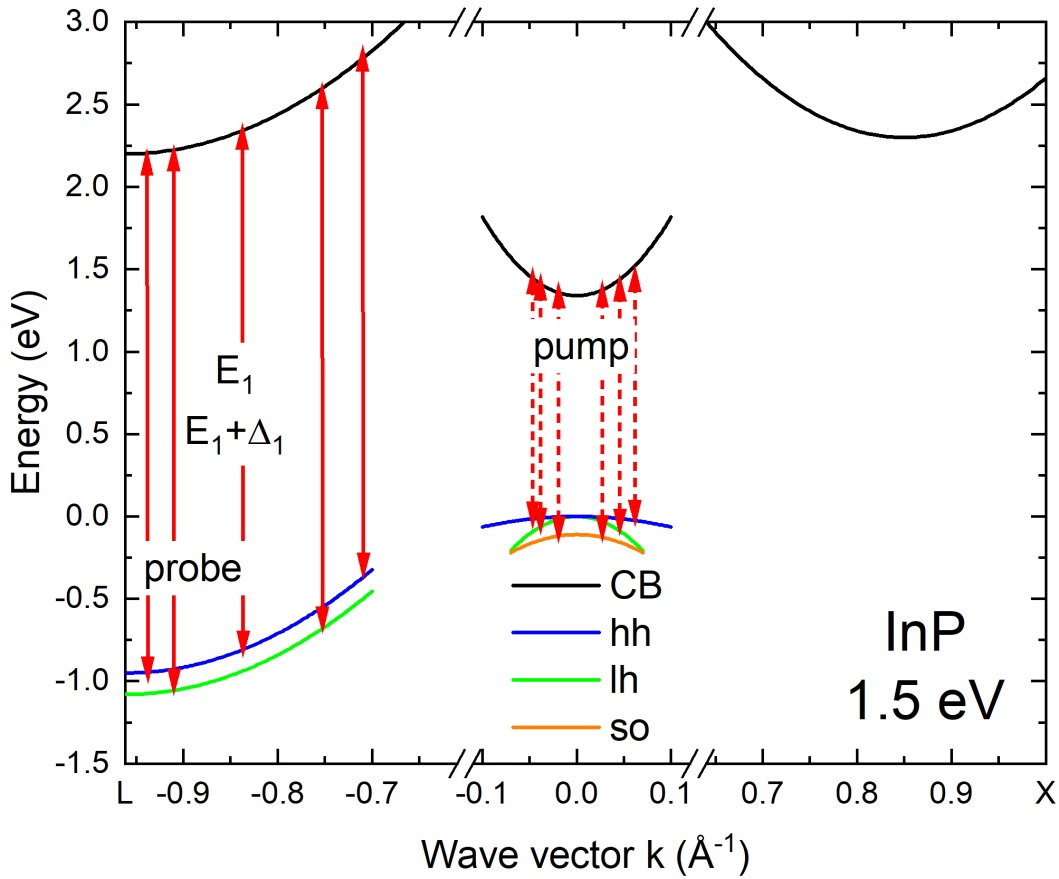 3.0
2.5
2.0
1.5
1.0
0.5
0.0
-0.5
-1.0
-1.5
Energy (eV)
E₁
E₁+Δ₁
probe
pump
CB
hh
lh
so
InP
1.5 eV
L -0.9 -0.8 -0.7 -0.1 0.0 0.1 0.7 0.8 0.9 X
Wave vector k (Å⁻¹)